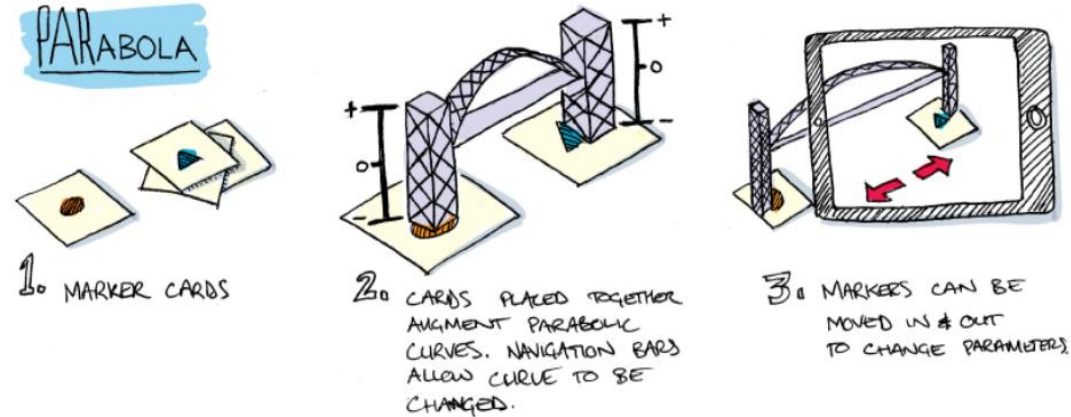 PARABOLA
1. MARKER CARDS
+
0
-
+
0
-
2. CARDS PLACED TOGETHER
AUGMENT PARABOLIC
CURVES. NAVIGATION BARS
ALLOW CURVE TO BE
CHANGED.
3. MARKERS CAN BE
MOVED IN & OUT
TO CHANGE PARAMETERS.